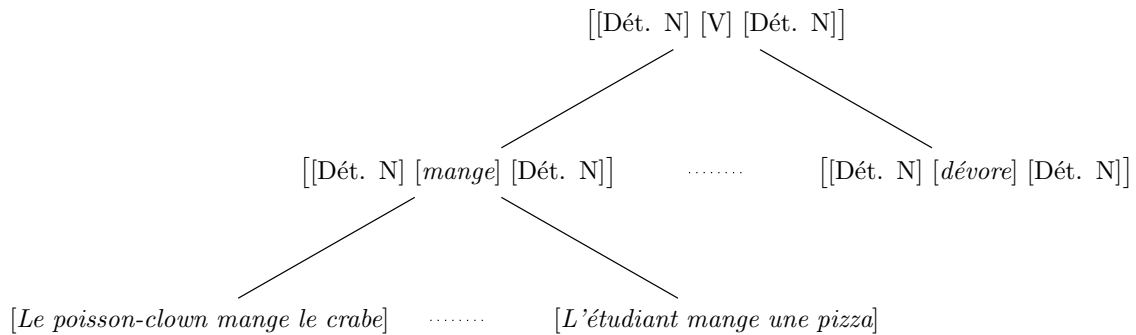 [[Dét. N] [V] [Dét. N]]
[[Dét. N] [mange] [Dét. N]] ........ [[Dét. N] [dévore] [Dét. N]]
[Le poisson-clown mange le crabe] ........ [L'étudiant mange une pizza]